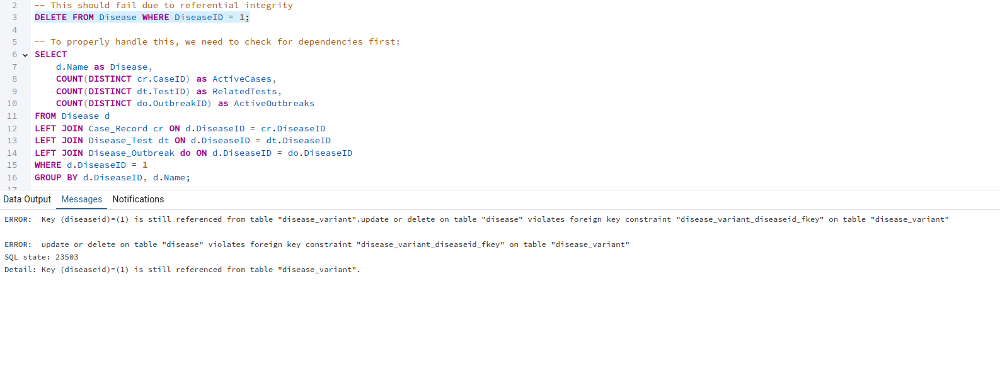 2 -- This should fail due to referential integrity
3 DELETE FROM Disease WHERE DiseaseID = 1;
4
5 -- To properly handle this, we need to check for dependencies first:
6 SELECT
7 d.Name as Disease,
8 COUNT(DISTINCT cr.CaseID) as ActiveCases,
9 COUNT(DISTINCT dt.TestID) as RelatedTests,
10 COUNT(DISTINCT do.OutbreakID) as ActiveOutbreaks
11 FROM Disease d
12 LEFT JOIN Case_Record cr ON d.DiseaseID = cr.DiseaseID
13 LEFT JOIN Disease_Test dt ON d.DiseaseID = dt.DiseaseID
14 LEFT JOIN Disease_Outbreak do ON d.DiseaseID = do.DiseaseID
15 WHERE d.DiseaseID = 1
16 GROUP BY d.DiseaseID, d.Name;
17
Data Output Messages Notifications
ERROR:  Key (diseaseid)=(1) is still referenced from table "disease_variant".update or delete on table "disease" violates foreign key constraint "disease_variant_diseaseid_fkey" on table "disease_variant"
ERROR:  update or delete on table "disease" violates foreign key constraint "disease_variant_diseaseid_fkey" on table "disease_variant"
SQL state: 23503
Detail: Key (diseaseid)=(1) is still referenced from table "disease_variant".